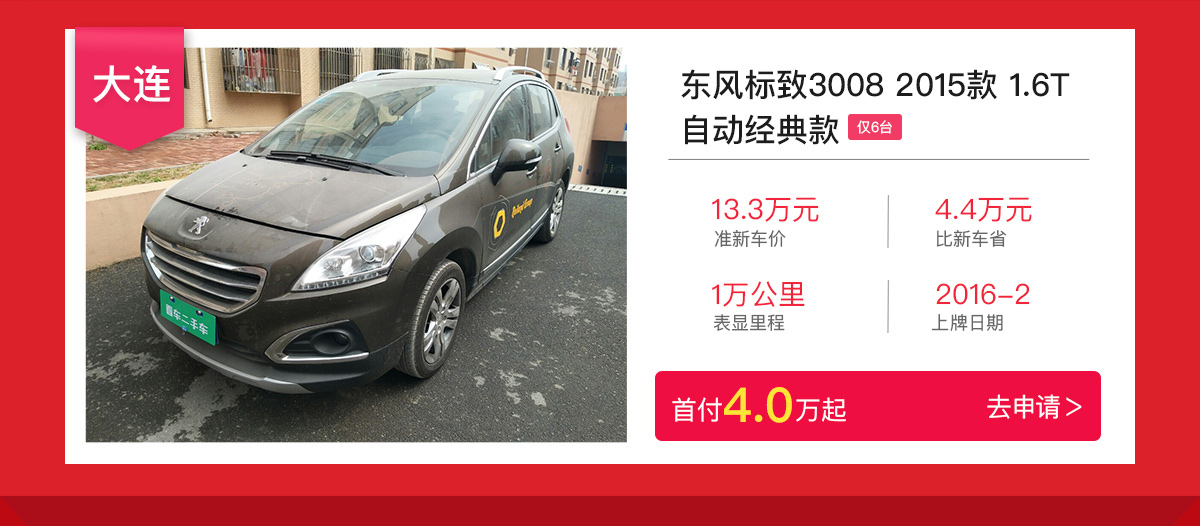 大连
东风标致3008 2015款 1.6T
自动经典款 仅6台
13.3万元 4.4万元
准新车价 比新车省
1万公里 2016-2
表显里程 上牌日期
首付4.0万起 去申请 >
二手车